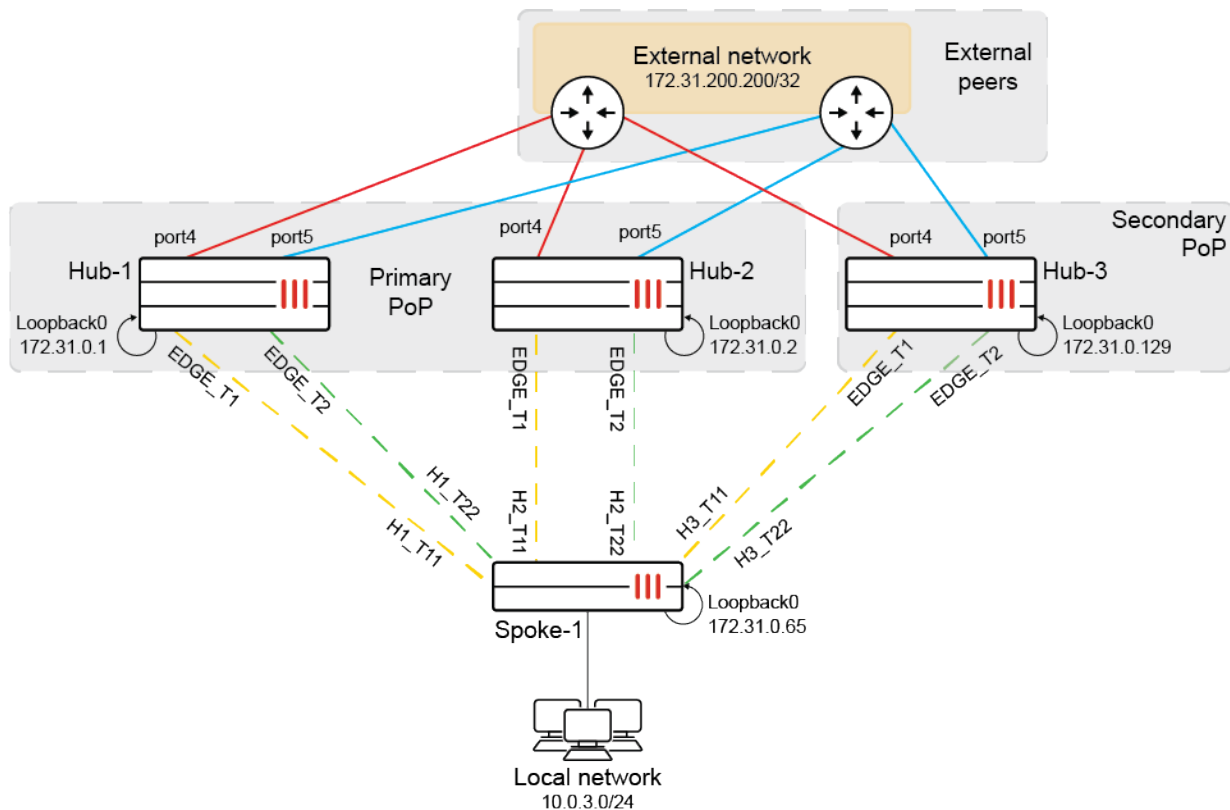 External network
172.31.200.200/32
External
peers
port4
port5
Hub-1
Primary
PoP
port4
port5
Hub-2
port4
port5
Hub-3
Secondary
PoP
Loopback0
172.31.0.1
Loopback0
172.31.0.2
Loopback0
172.31.0.129
EDGE_T1
EDGE_T2
EDGE_T1
EDGE_T2
EDGE_T1
EDGE_T2
H1_T11
H1_T22
H2_T11
H2_T22
H3_T11
H3_T22
Spoke-1
Loopback0
172.31.0.65
Local network
10.0.3.0/24